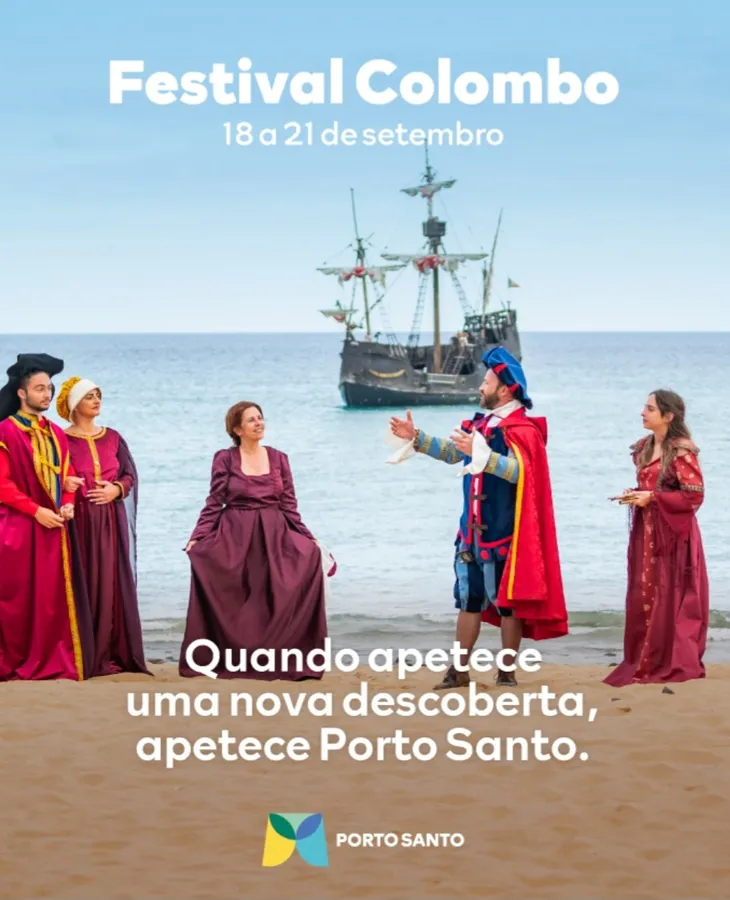 Festival Colombo
18 a 21 de setembro
Quando apetece
uma nova descoberta,
apetece Porto Santo.
PORTO SANTO